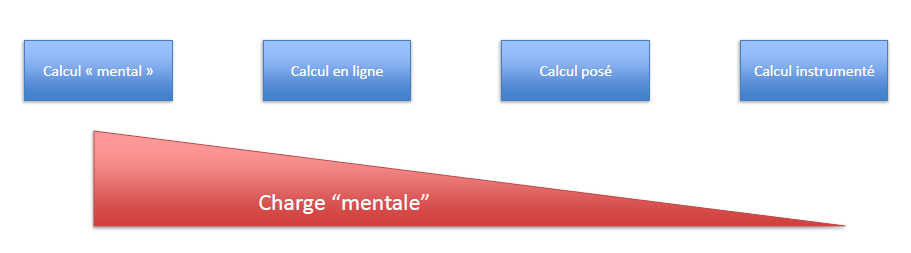 Calcul « mental »
Calcul en ligne
Calcul posé
Calcul instrumenté
Charge “mentale”